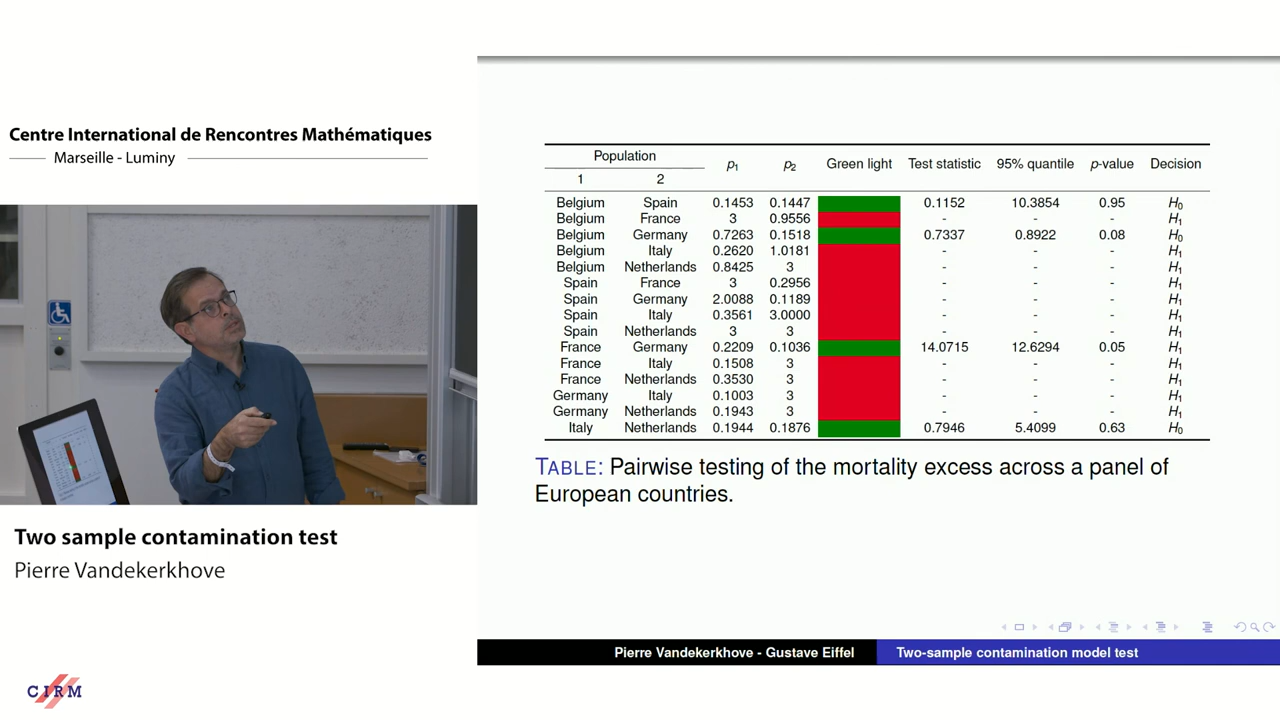 Centre International de Rencontres Mathématiques
Marseille - Luminy
Population p1 p2 Green light Test statistic 95% quantile p-value Decision
1 2
Belgium Spain 0.1453 0.1447 0.1152 10.3854 0.95 H0
Belgium France 3 0.9556 - - - H1
Belgium Germany 0.7263 0.1518 0.7337 0.8922 0.08 H0
Belgium Italy 0.2620 1.0181 - - - H1
Belgium Netherlands 0.8425 3 - - - H1
Spain France 3 0.2956 - - - H1
Spain Germany 2.0088 0.1189 - - - H1
Spain Italy 0.3561 3.0000 - - - H1
Spain Netherlands 3 3 - - - H1
France Germany 0.2209 0.1036 14.0715 12.6294 0.05 H1
France Italy 0.1508 3 - - - H1
France Netherlands 0.3530 3 - - - H1
Germany Italy 0.1003 3 - - - H1
Germany Netherlands 0.1943 3 - - - H1
Italy Netherlands 0.1944 0.1876 0.7946 5.4099 0.63 H0
TABLE: Pairwise testing of the mortality excess across a panel of
European countries.
Two sample contamination test
Pierre Vandekerkhove
Pierre Vandekerkhove - Gustave Eiffel
Two-sample contamination model test
CIRM